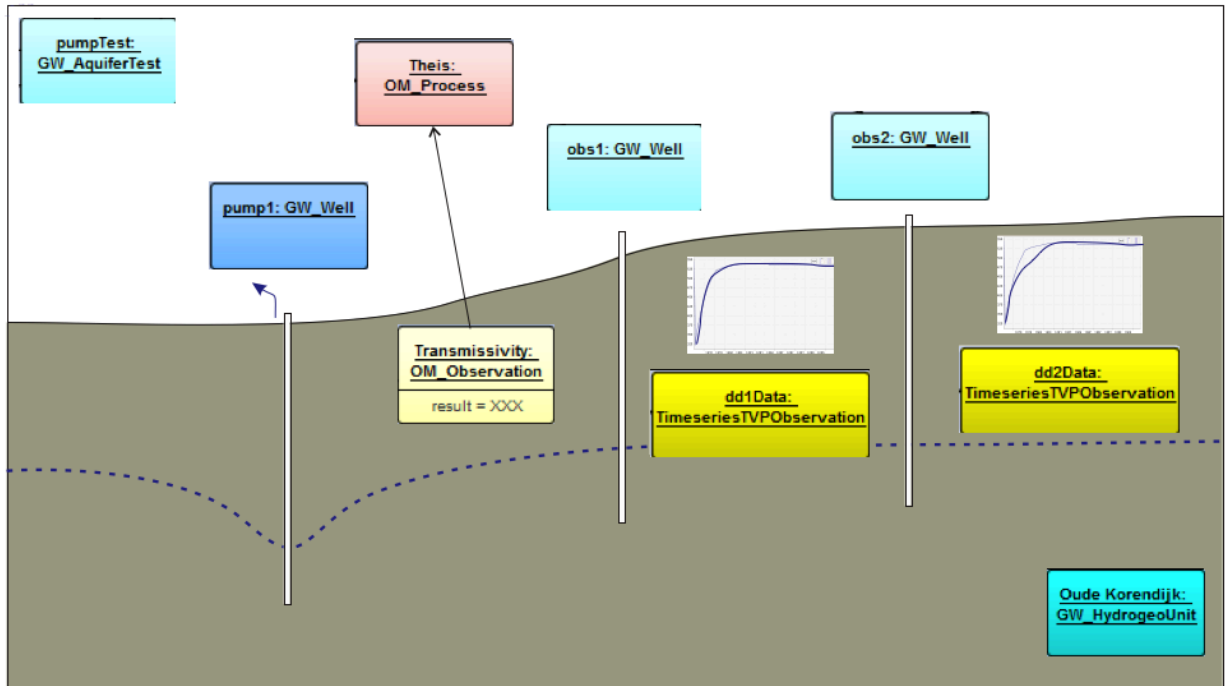 pumpTest:
GW_AquiferTest
Theis:
OM_Process
obs1: GW_Well
obs2: GW_Well
pump1: GW_Well
Transmissivity:
OM_Observation
result = XXX
dd1Data:
TimeseriesTVPObservation
dd2Data:
TimeseriesTVPObservation
Oude Korendijk:
GW_HydrogeoUnit